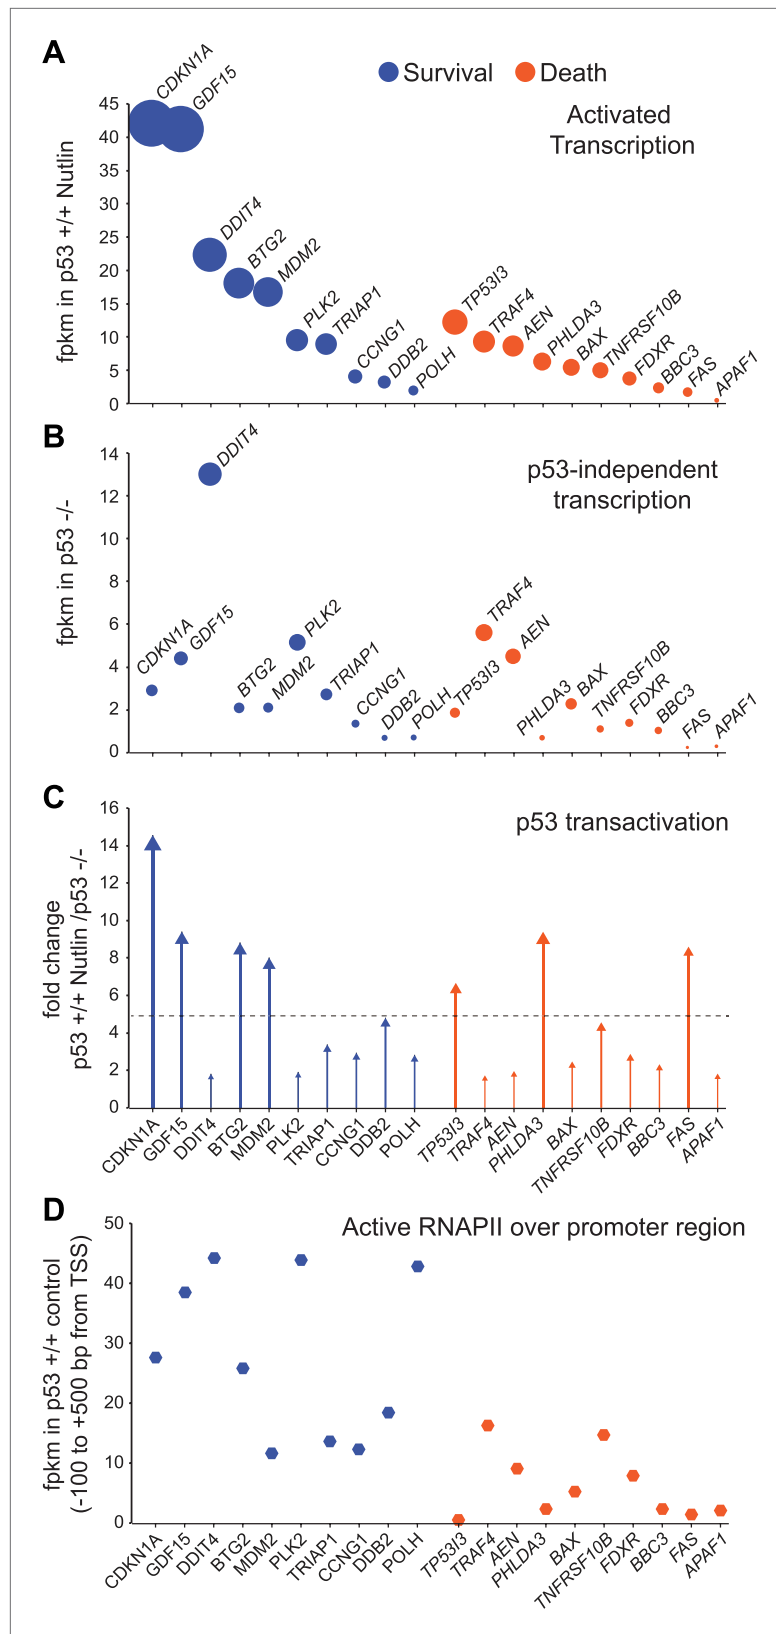 A
Survival Death
Activated
Transcription
fpkm in p53 +/+ Nutlin
45
40
35
30
25
20
15
10
5
0
CDKN1A
GDF15
DDIT4
BTG2
MDM2
PLK2
TRIAP1
CCNG1
DDB2
POLH
TP53I3
TRAF4
AEN
PHLDA3
BAX
TNFRSF10B
FDXR
BBC3
FAS
APAF1
B
p53-independent
transcription
fpkm in p53 -/-
14
12
10
8
6
4
2
0
CDKN1A
GDF15
DDIT4
BTG2
MDM2
PLK2
TRIAP1
CCNG1
DDB2
POLH
TP53I3
TRAF4
AEN
PHLDA3
BAX
TNFRSF10B
FDXR
BBC3
FAS
APAF1
C
p53 transactivation
fold change
p53 +/+ Nutlin /p53 -/-
16
14
12
10
8
6
4
2
0
CDKN1A
GDF15
DDIT4
BTG2
MDM2
PLK2
TRIAP1
CCNG1
DDB2
POLH
TP53I3
TRAF4
AEN
PHLDA3
BAX
TNFRSF10B
FDXR
BBC3
FAS
APAF1
D
Active RNAPII over promoter region
fpkm in p53 +/+ control
(-100 to +500 bp from TSS)
50
40
30
20
10
0
CDKN1A
GDF15
DDIT4
BTG2
MDM2
PLK2
TRIAP1
CCNG1
DDB2
POLH
TP53I3
TRAF4
AEN
PHLDA3
BAX
TNFRSF10B
FDXR
BBC3
FAS
APAF1